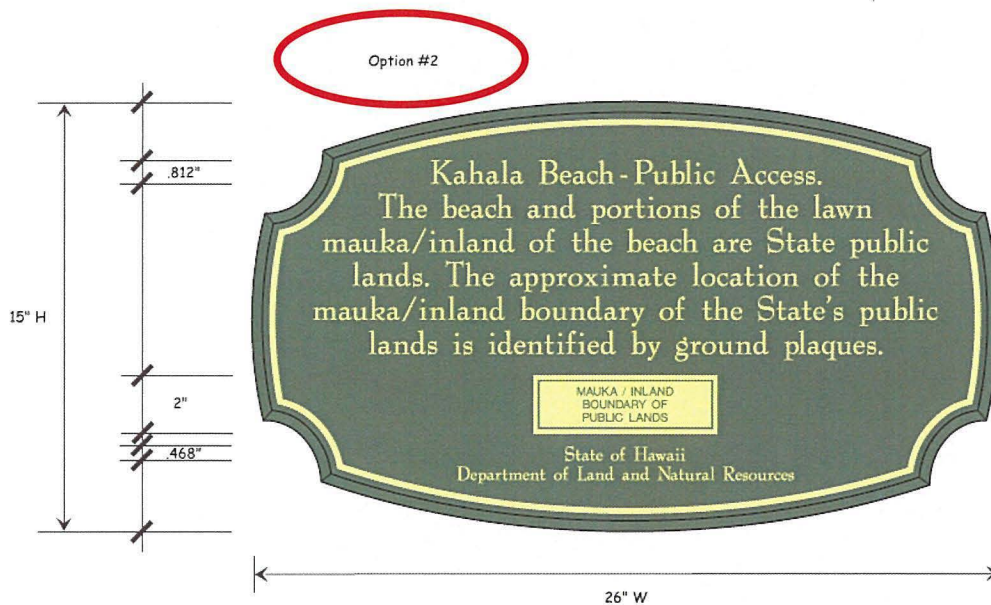 Option #2
.812"
15" H
2"
.468"
Kahala Beach - Public Access.
The beach and portions of the lawn
mauka/inland of the beach are State public
lands. The approximate location of the
mauka/inland boundary of the State's public
lands is identified by ground plaques.
MAUKA / INLAND
BOUNDARY OF
PUBLIC LANDS
State of Hawaii
Department of Land and Natural Resources
26" W